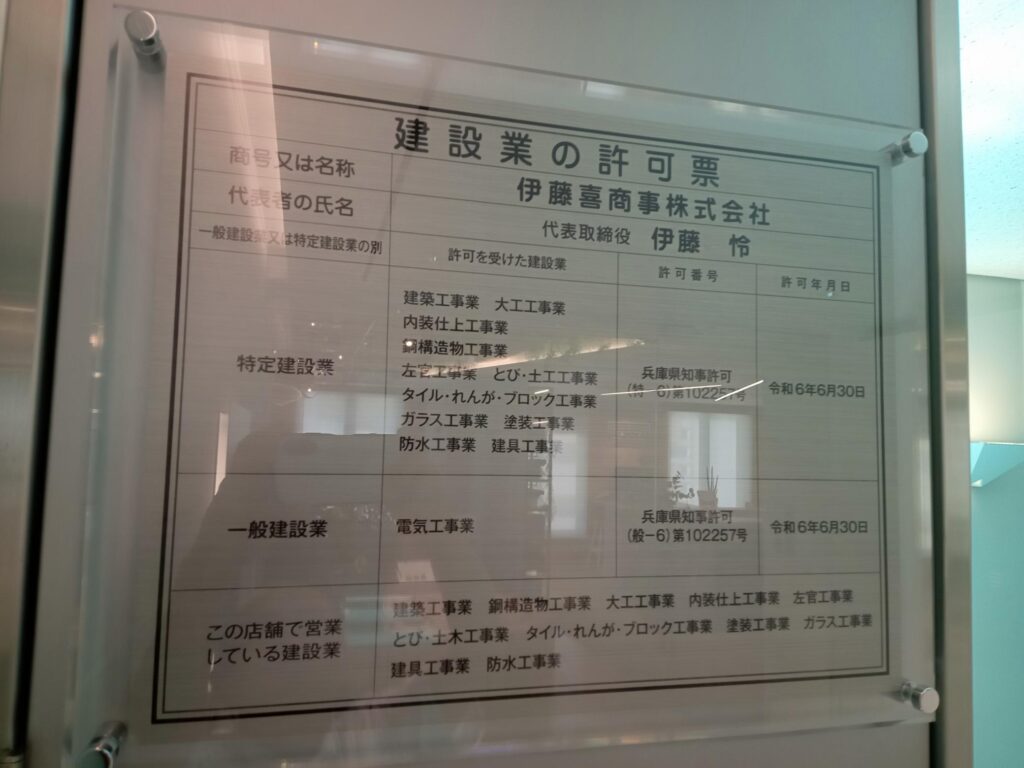 建設業の許可票
商号又は名称 伊藤喜商事株式会社
代表者の氏名 代表取締役 伊藤 怜
一般建設業又は特定建設業の別 許可を受けた建設業 許可番号 許可年月日
特定建設業
建築工事業 大工工事業
内装仕上工事業
鋼構造物工事業
左官工事業 とび・土工工事業
タイル・れんが・ブロック工事業
ガラス工事業 塗装工事業
防水工事業 建具工事業
兵庫県知事許可
(特-6)第102257号
令和6年6月30日
一般建設業
電気工事業
兵庫県知事許可
(般-6)第102257号
令和6年6月30日
この店舗で営業
している建設業
建築工事業 鋼構造物工事業 大工工事業 内装仕上工事業 左官工事業
とび・土木工事業 タイル・れんが・ブロック工事業 塗装工事業 ガラス工事業
建具工事業 防水工事業